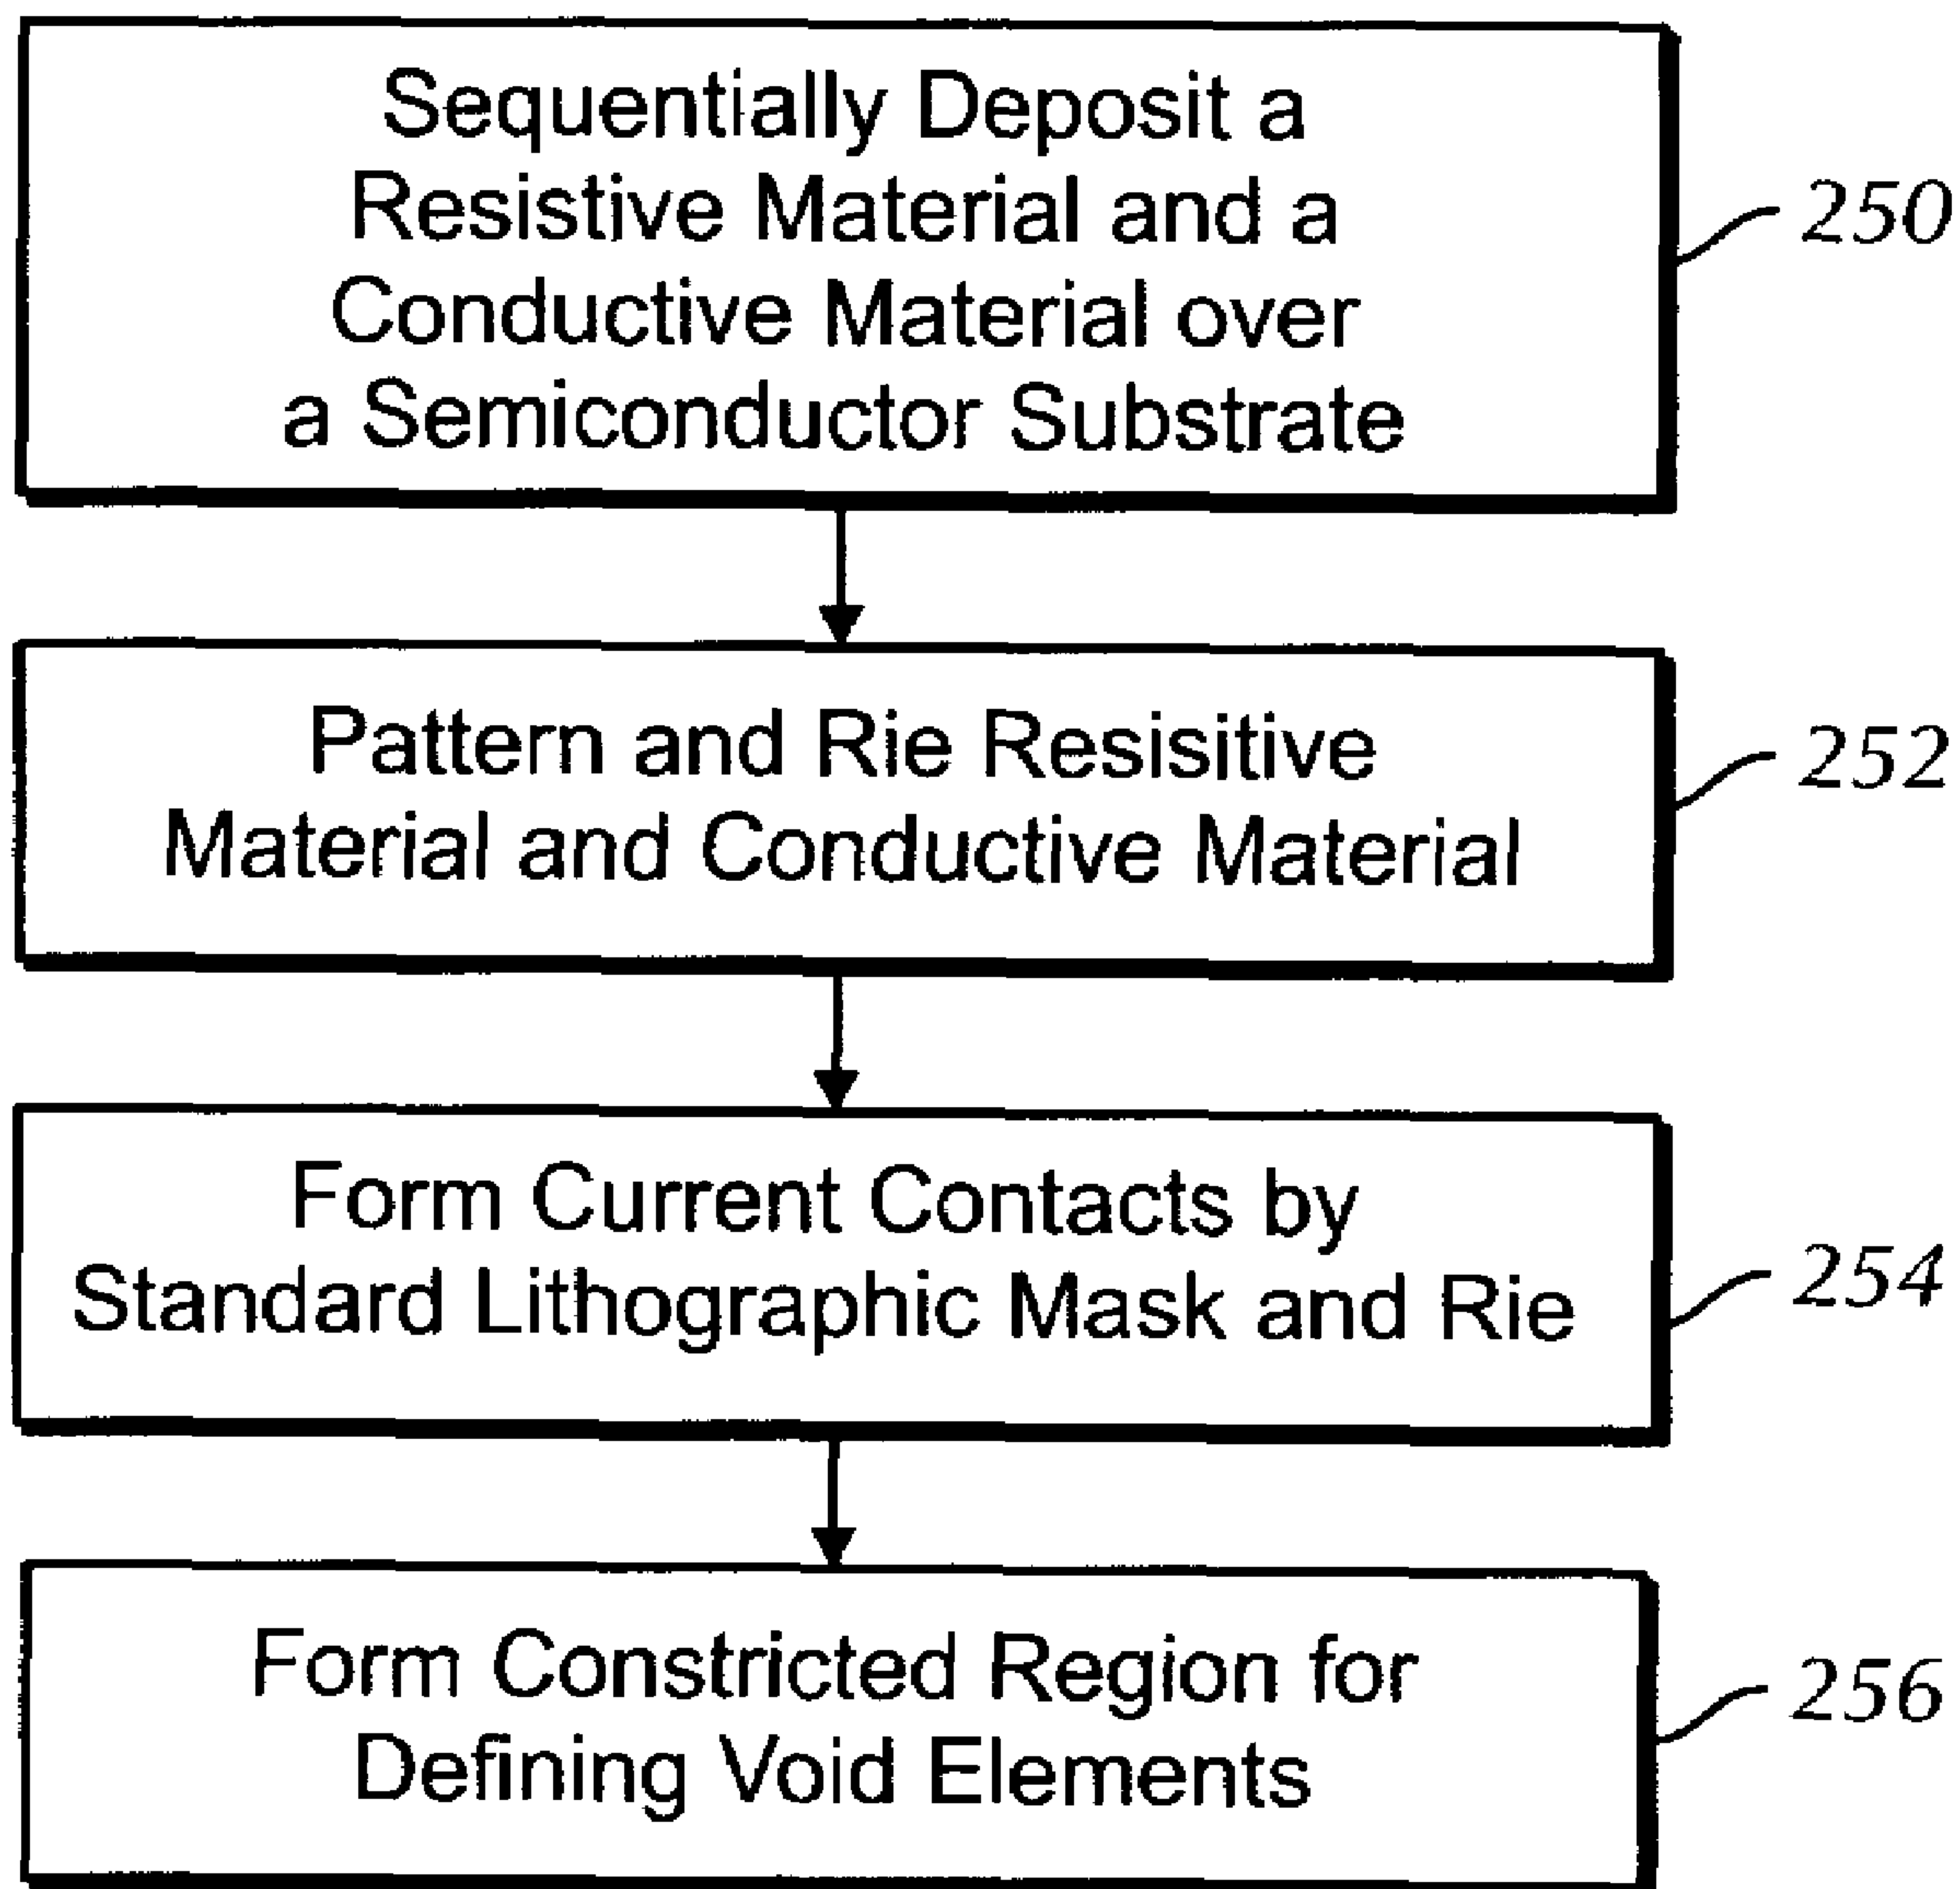 Sequentially Deposit a
Resistive Material and a
Conductive Material over
a Semiconductor Substrate
250
Pattern and Rie Resisitive
Material and Conductive Material
252
Form Current Contacts by
Standard Lithographic Mask and Rie
254
Form Constricted Region for
Defining Void Elements
256